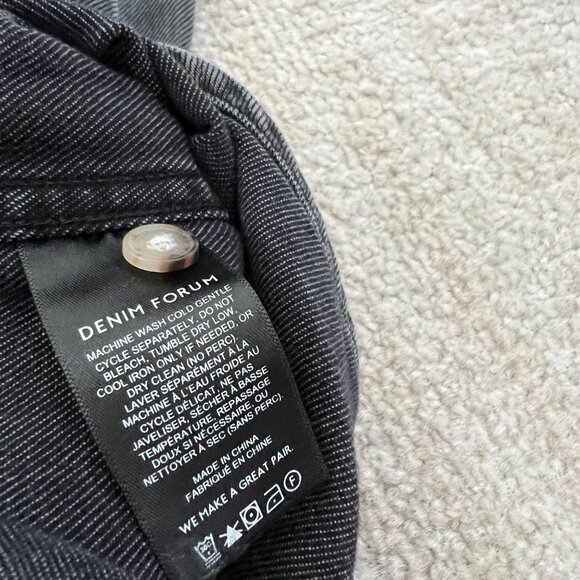 DENIM FORUM
MACHINE WASH COLD GENTLE
CYCLE SEPARATELY, DO NOT
BLEACH, TUMBLE DRY LOW,
COOL IRON ONLY IF NEEDED, OR
DRY CLEAN (NO PERC)
LAVER SÉPARÉMENT À LA
MACHINE À L'EAU FROIDE AU
CYCLE DÉLICAT, NE PAS
JAVELISER, SÉCHER À BASSE
TEMPÉRATURE, REPASSAGE
DOUX SI NÉCESSAIRE, OU
NETTOYER À SEC (SANS PERC).
MADE IN CHINA
FABRIQUÉ EN CHINE
WE MAKE A GREAT PAIR.
F